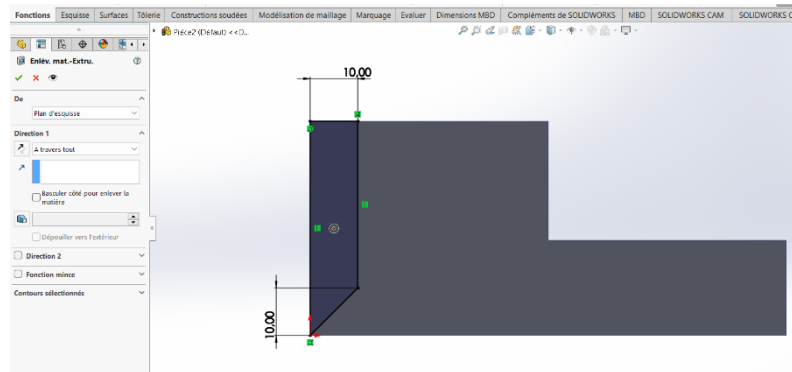 Fonctions Esquisse Surfaces Tôlerie Constructions soudées Modélisation de maillage Marquage Evaluer Dimensions MBD Compléments de SOLIDWORKS MBD SOLIDWORKS CAM SOLIDWORKS C
Pièce2 (Défaut) <<D...
Enlèv. mat.-Extru.
De
Plan d'esquisse
Direction 1
A travers tout
Basculer côté pour enlever la
matière
Dépouiller vers l'extérieur
Direction 2
Fonction mince
Contours sélectionnés
10,00
10,00